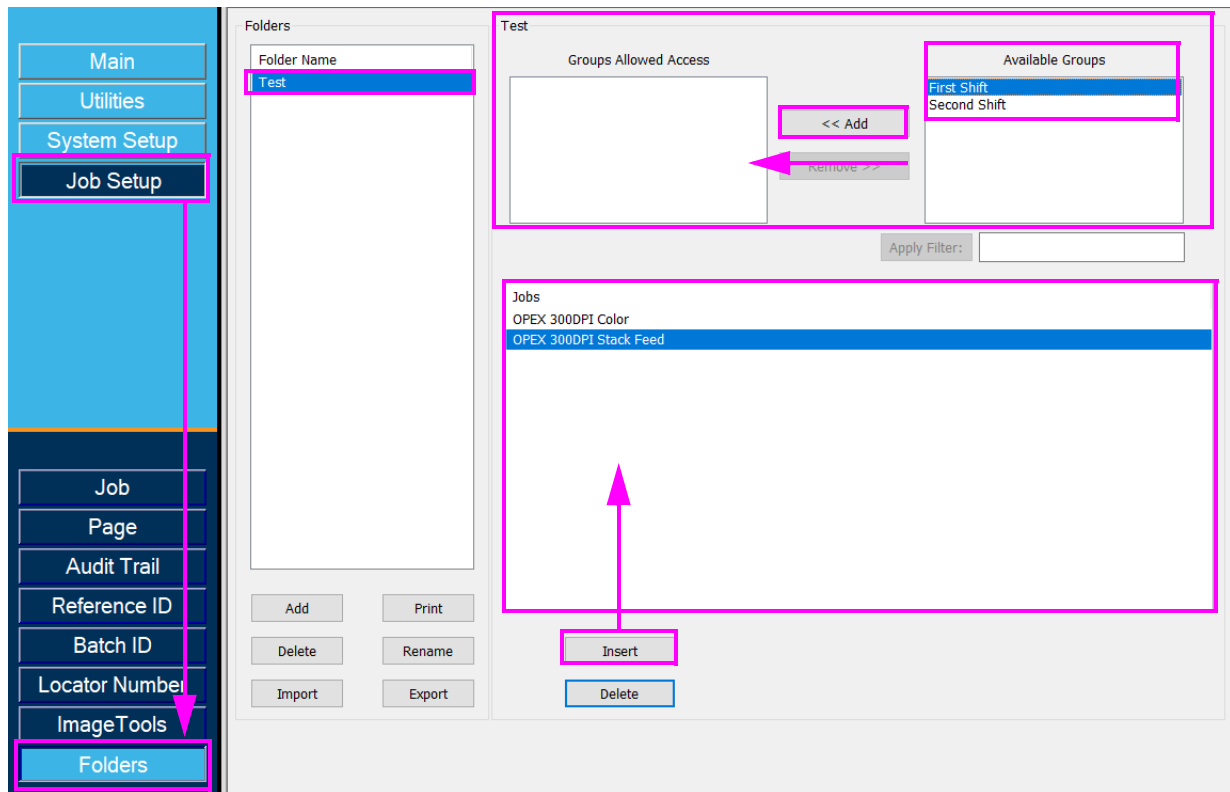 Main
Utilities
System Setup
Job Setup
Job
Page
Audit Trail
Reference ID
Batch ID
Locator Number
ImageTools
Folders
Folders
Folder Name
Test
Add
Print
Delete
Rename
Import
Export
Test
Groups Allowed Access
<< Add
Remove >>
Available Groups
First Shift
Second Shift
Apply Filter:
Jobs
OPEX 300DPI Color
OPEX 300DPI Stack Feed
Insert
Delete